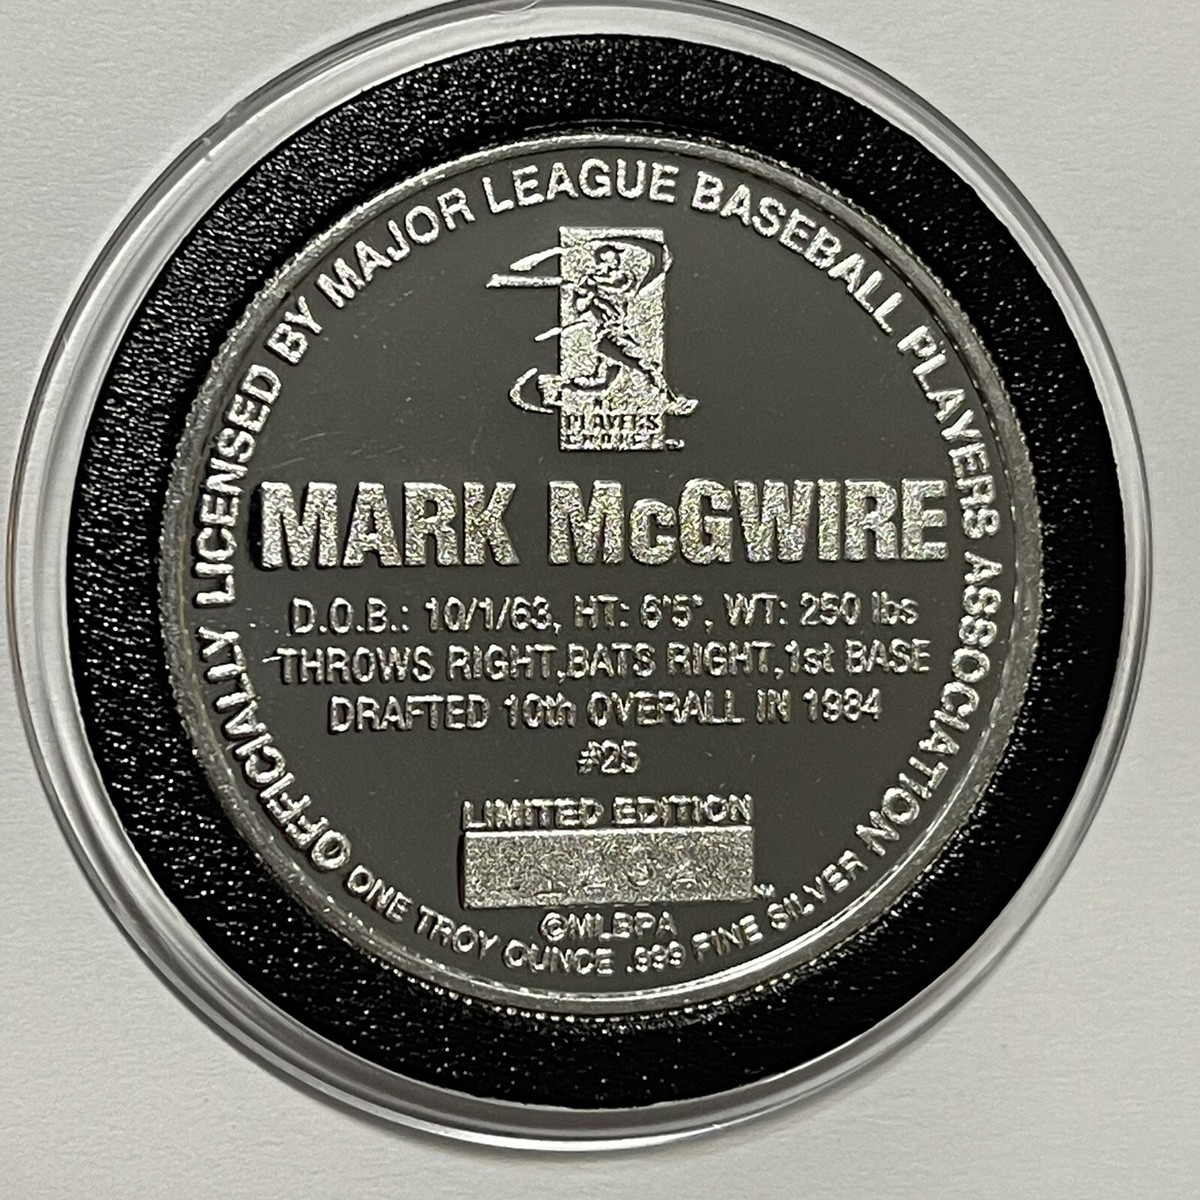 OFFICIALLY LICENSED BY MAJOR LEAGUE BASEBALL PLAYERS ASSOCIATION
PLAYERS
CHOICE
MARK McGWIRE
D.O.B.: 10/1/63, HT: 6'5", WT: 250 lbs
THROWS RIGHT,BATS RIGHT,1st BASE
DRAFTED 10th OVERALL IN 1984
#25
LIMITED EDITION
©MLBPA
ONE TROY OUNCE .999 FINE SILVER